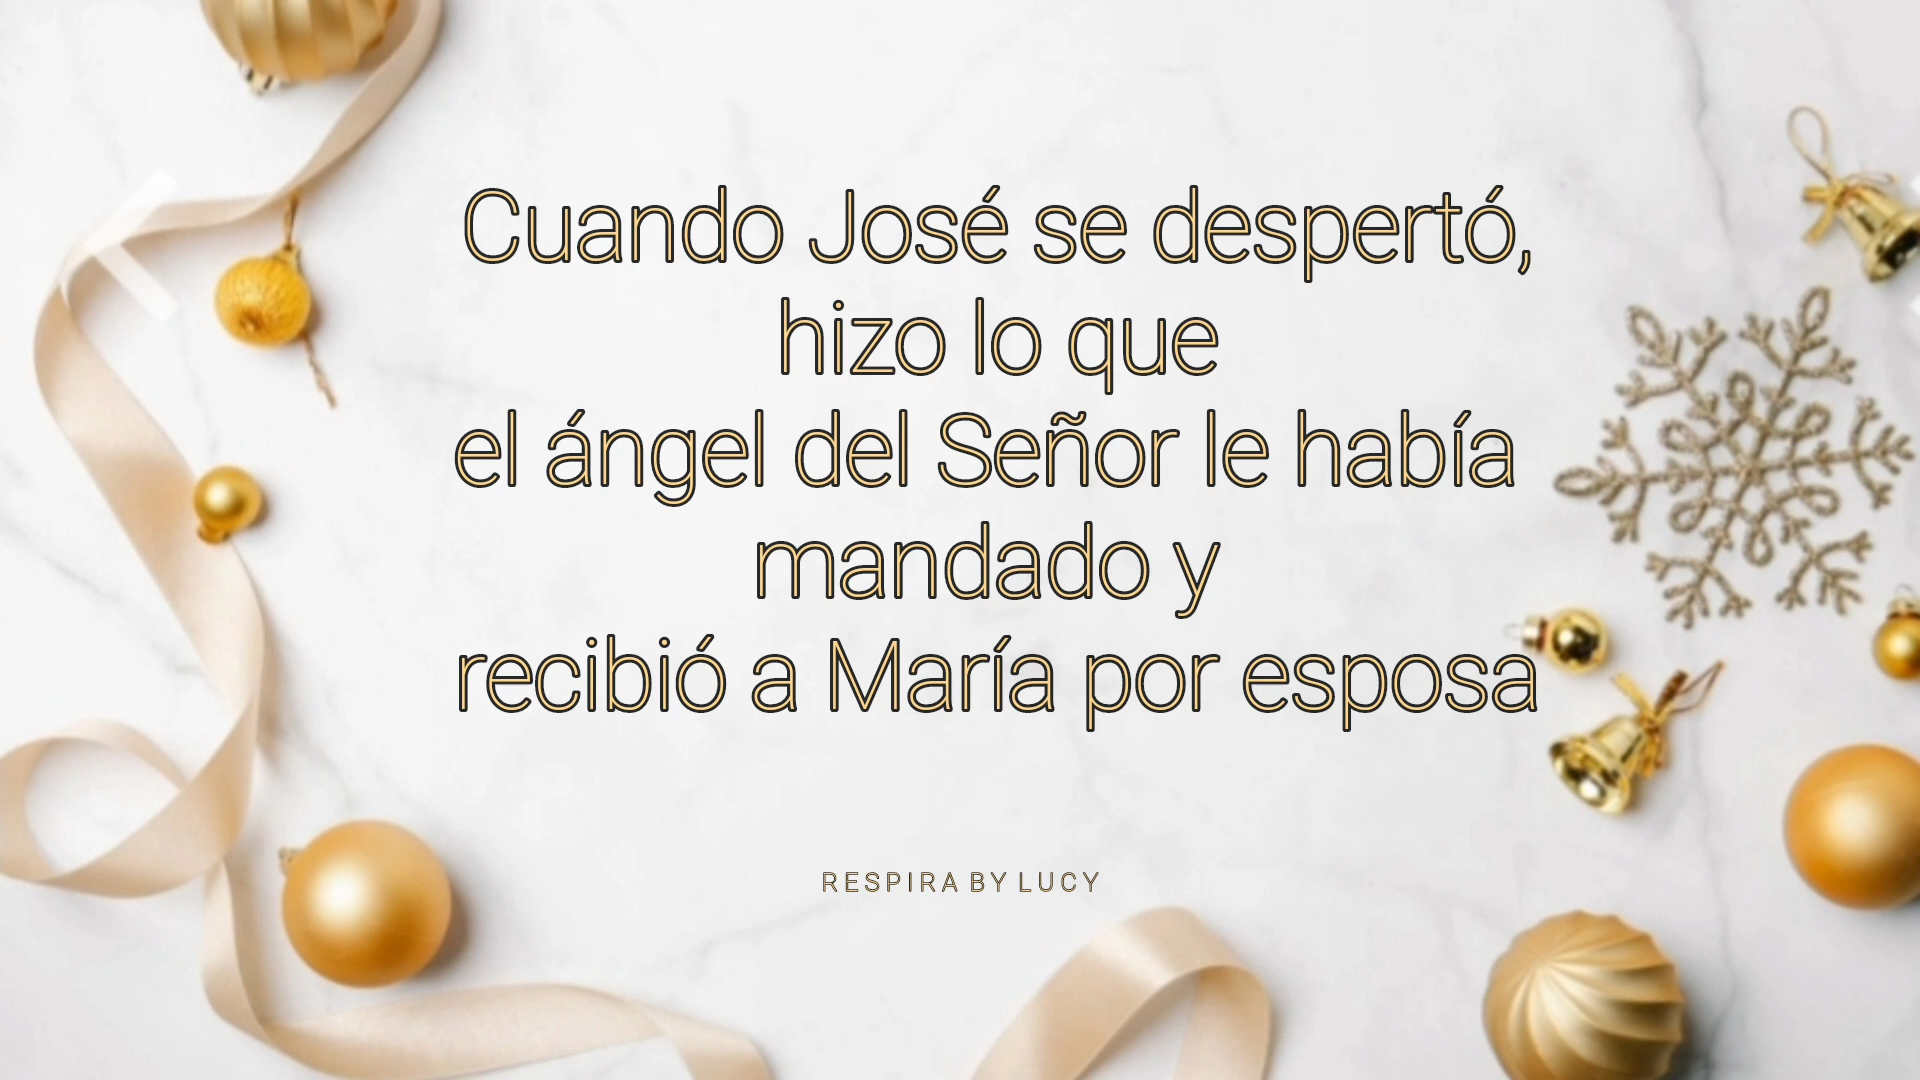 Cuando José se despertó,
hizo lo que
el ángel del Señor le había
mandado y
recibió a María por esposa
RESPIRA BY LUCY